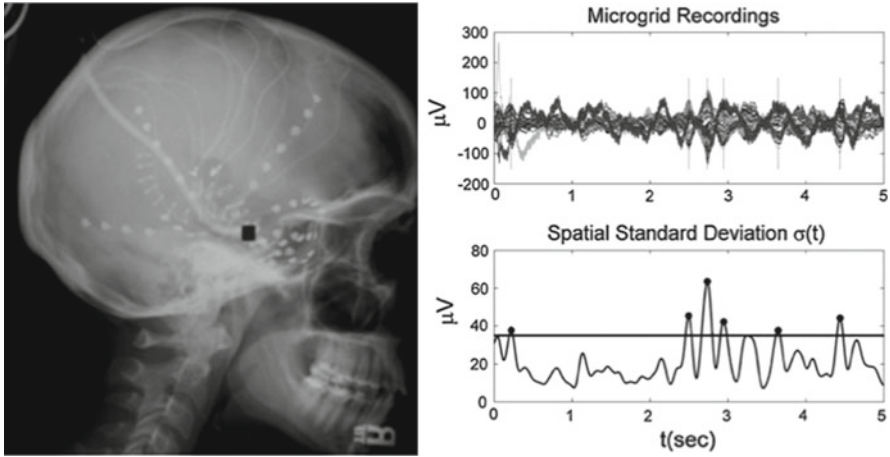 Microgrid Recordings
300
200
100
0
-100
-200
μV
0 1 2 3 4 5
Spatial Standard Deviation σ(t)
80
60
40
20
0
μV
0 1 2 3 4 5
t(sec)